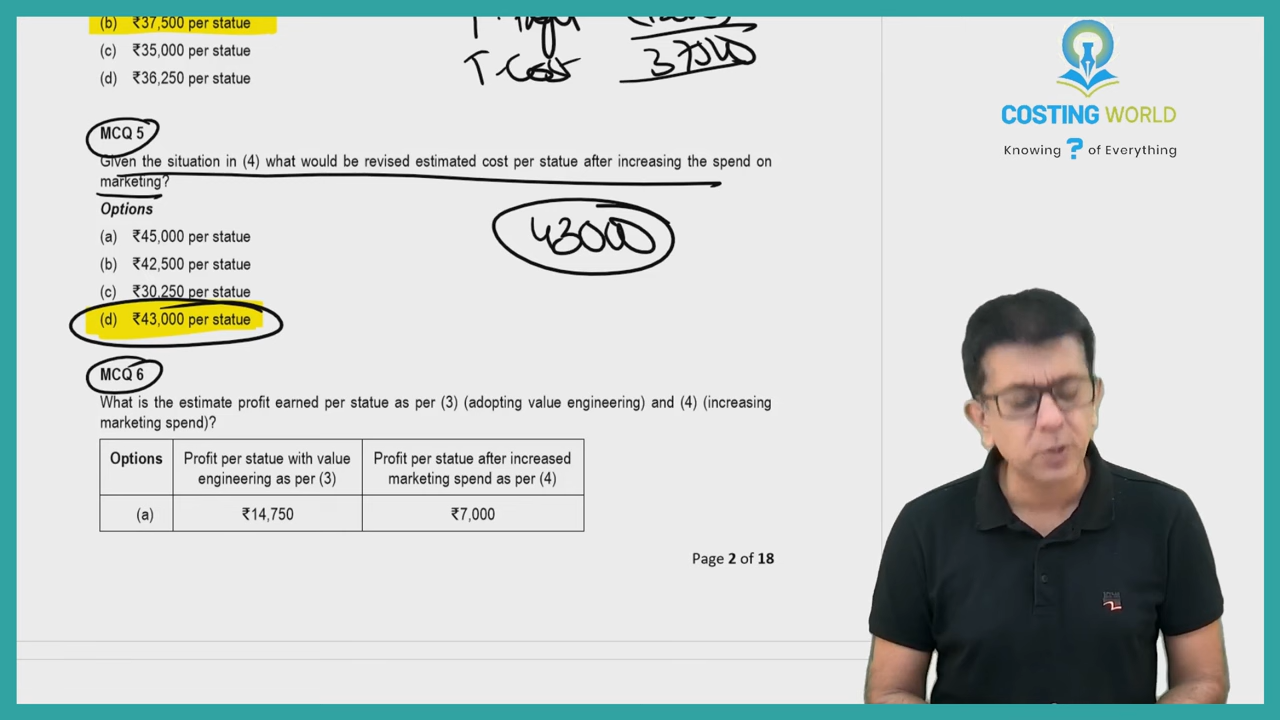 (b) ₹37,500 per statue
(c) ₹35,000 per statue
(d) ₹36,250 per statue
T. Cost 37500
COSTING WORLD
Knowing ? of Everything
MCQ 5
Given the situation in (4) what would be revised estimated cost per statue after increasing the spend on
marketing?
Options
(a) ₹45,000 per statue
(b) ₹42,500 per statue
(c) ₹30,250 per statue
(d) ₹43,000 per statue
43000
MCQ 6
What is the estimate profit earned per statue as per (3) (adopting value engineering) and (4) (increasing
marketing spend)?
Options Profit per statue with value Profit per statue after increased
engineering as per (3) marketing spend as per (4)
(a) ₹14,750 ₹7,000
Page 2 of 18